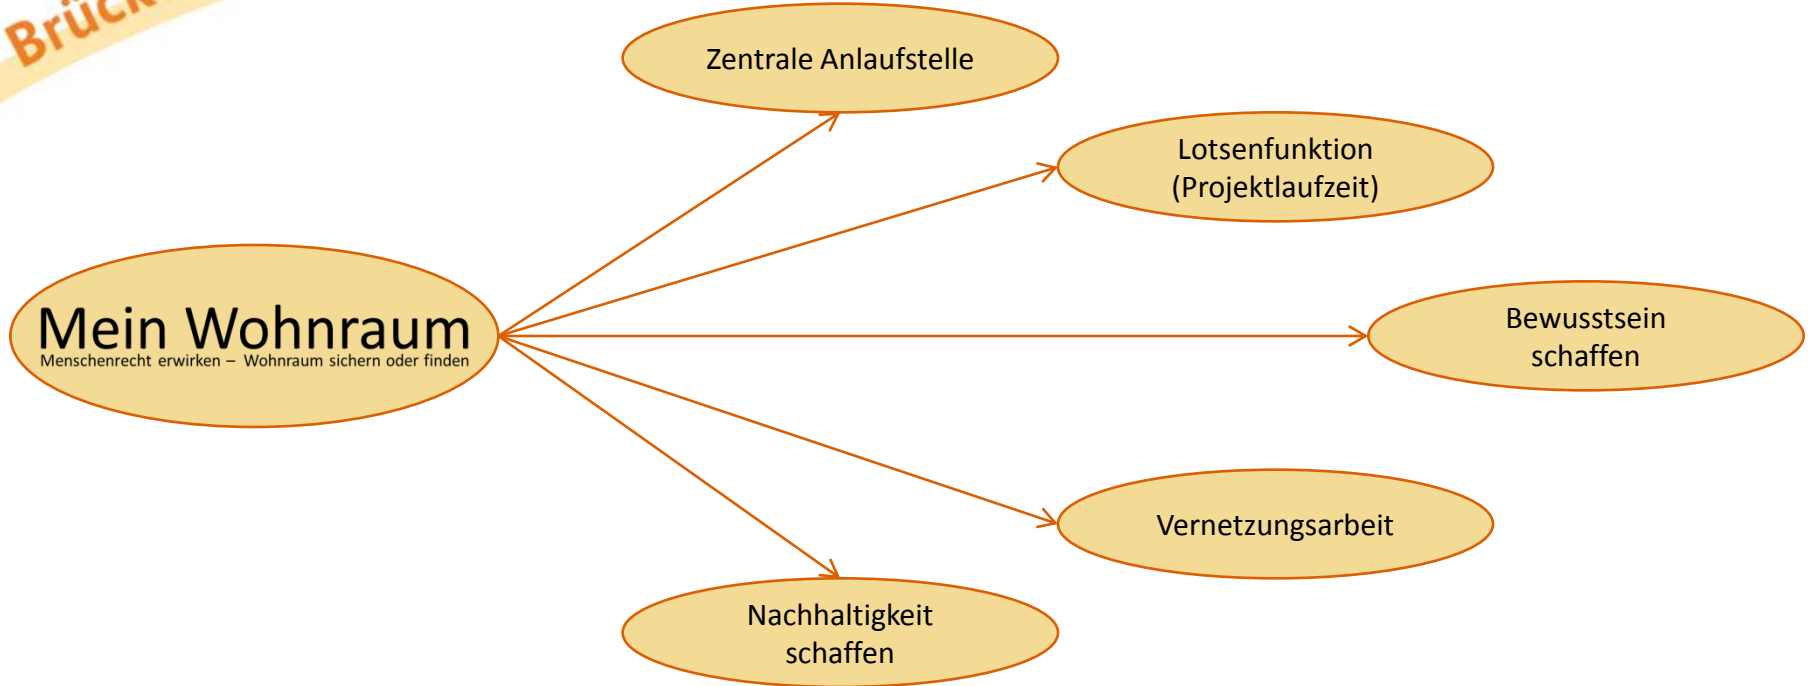 Zentrale Anlaufstelle
Lotsenfunktion
(Projektlaufzeit)
Mein Wohnraum
Menschenrecht erwirken – Wohnraum sichern oder finden
Bewusstsein
schaffen
Vernetzungsarbeit
Nachhaltigkeit
schaffen